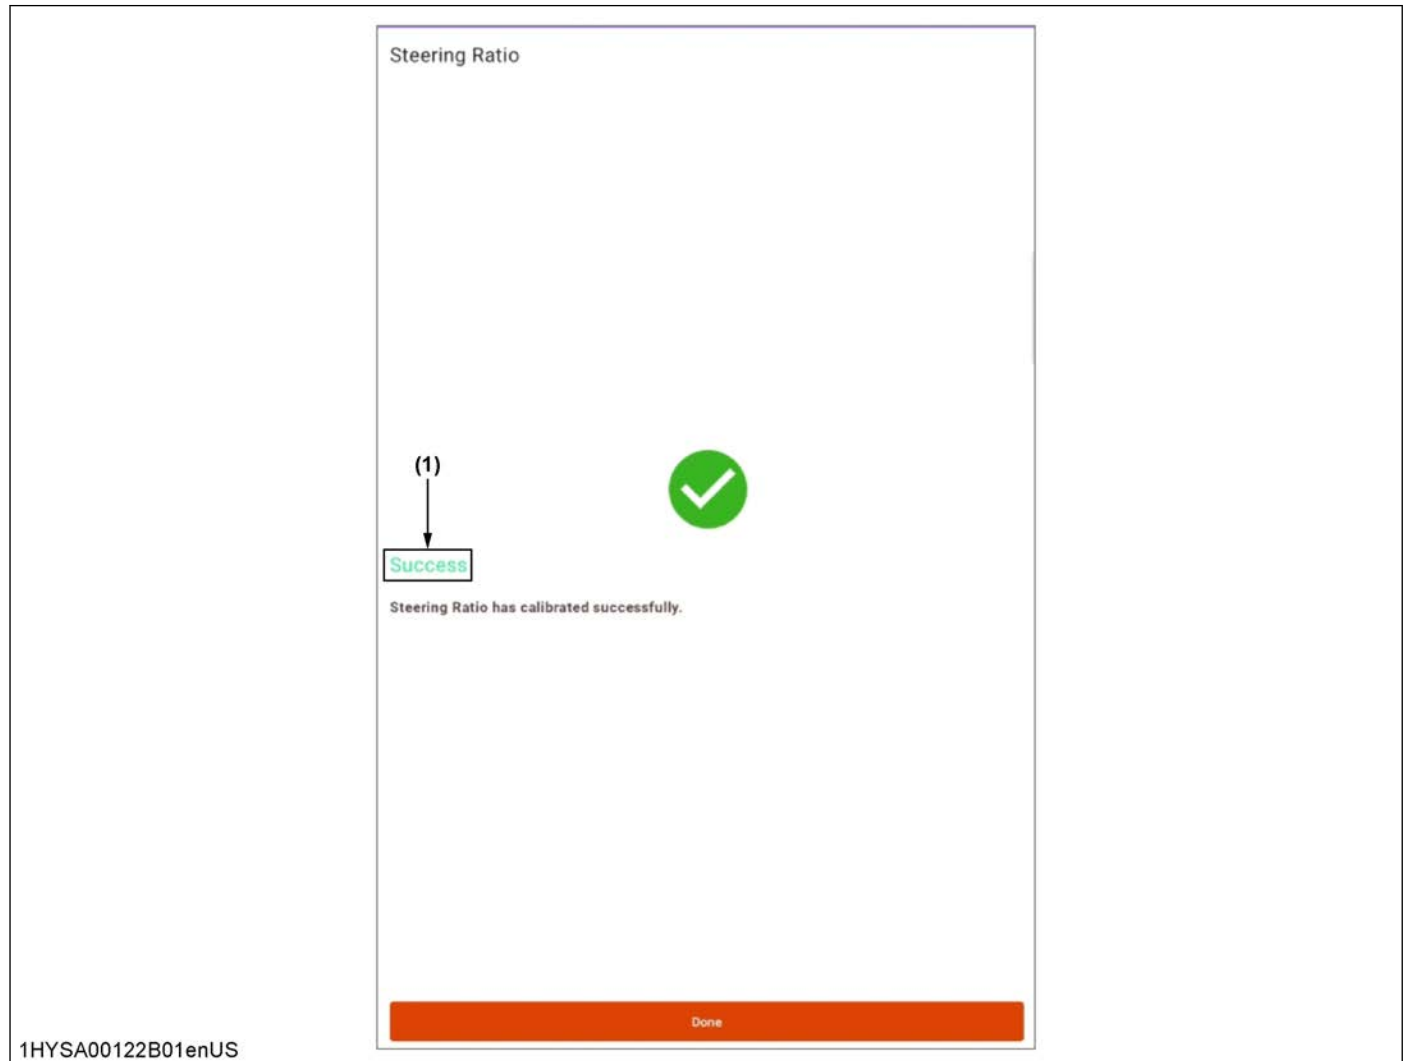 Steering Ratio
(1)
Success
Steering Ratio has calibrated successfully.
Done
1HYSA00122B01enUS